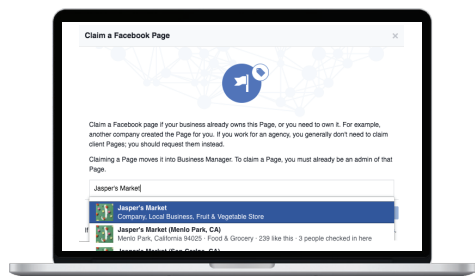 Claim a Facebook Page
Claim a Facebook page if your business already owns this Page, or you need to own it. For example,
another company created the Page for you. If you work for an agency, you generally don't need to claim
client Pages; you should request them instead.
Claiming a Page moves it into Business Manager. To claim a Page, you must already be an admin of that
Page.
Jasper's Market
Jasper's Market
Company, Local Business, Fruit & Vegetable Store
Jasper's Market (Menlo Park, CA)
Menlo Park, California 94025 · Food & Grocery · 239 like this · 3 people checked in here
Jasper's Market (San Carlos, CA)